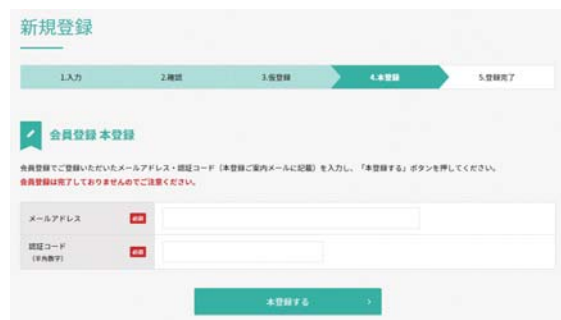 新規登録
1.入力
2.確認
3.仮登録
4.本登録
5.登録完了
会員登録 本登録
会員登録でご登録いただいたメールアドレス・認証コード（本登録ご案内メールに記載）を入力し、「本登録する」ボタンを押してください。
会員登録は完了しておりませんのでご注意ください。
メールアドレス 必須
認証コード 必須
（半角数字）
本登録する